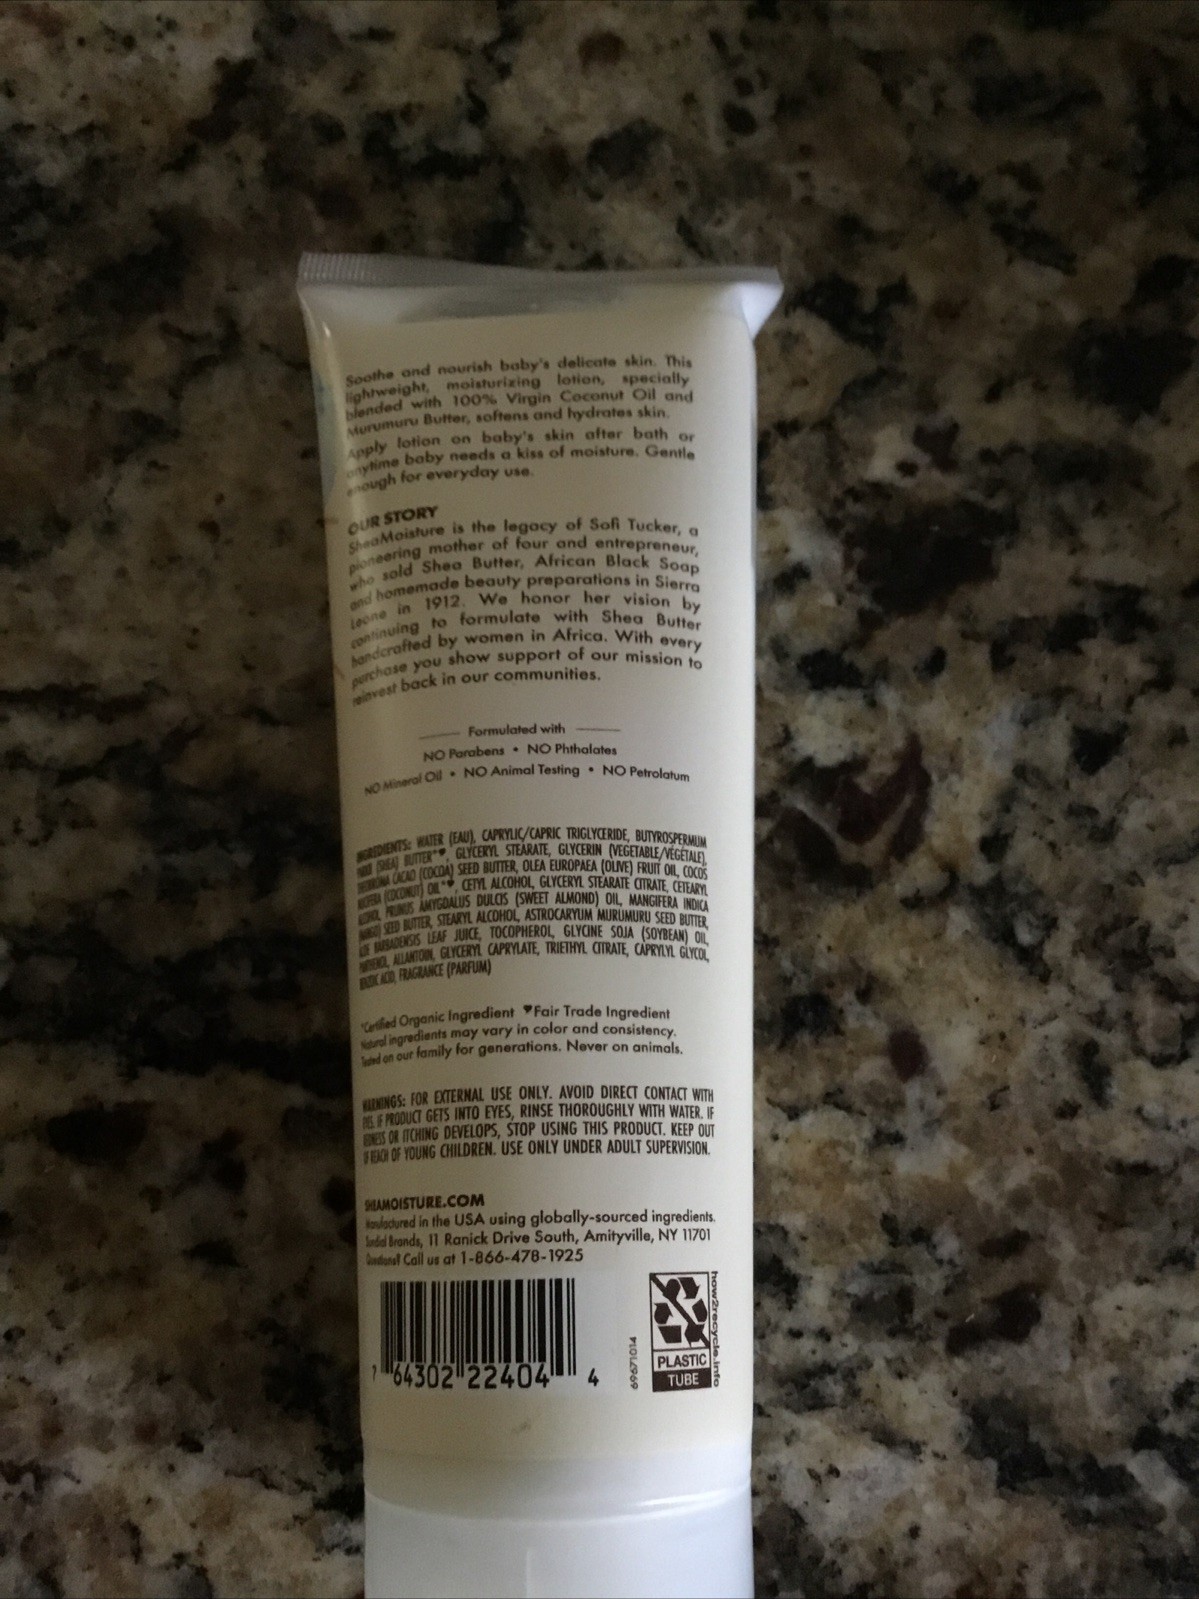 Soothe and nourish baby's delicate skin. This
lightweight, moisturizing lotion, specially
blended with 100% Virgin Coconut Oil and
Murumuru Butter, softens and hydrates skin.
Apply lotion on baby's skin after bath or
anytime baby needs a kiss of moisture. Gentle
enough for everyday use.
OUR STORY
SheaMoisture is the legacy of Sofi Tucker, a
pioneering mother of four and entrepreneur,
who sold Shea Butter, African Black Soap
and homemade beauty preparations in Sierra
Leone in 1912. We honor her vision by
continuing to formulate with Shea Butter
handcrafted by women in Africa. With every
purchase you show support of our mission to
reinvest back in our communities.
Formulated with
NO Parabens • NO Phthalates
NO Mineral Oil • NO Animal Testing • NO Petrolatum
INGREDIENTS: WATER (EAU), CAPRYLIC/CAPRIC TRIGLYCERIDE, BUTYROSPERMUM
PARKII (SHEA) BUTTER*♥, GLYCERYL STEARATE, GLYCERIN (VEGETABLE/VÉGÉTALE),
THEOBROMA CACAO (COCOA) SEED BUTTER, OLEA EUROPAEA (OLIVE) FRUIT OIL, COCOS
NUCIFERA (COCONUT) OIL*♥, CETYL ALCOHOL, GLYCERYL STEARATE CITRATE, CETEARYL
ALCOHOL, PRUNUS AMYGDALUS DULCIS (SWEET ALMOND) OIL, MANGIFERA INDICA
(MANGO) SEED BUTTER, STEARYL ALCOHOL, ASTROCARYUM MURUMURU SEED BUTTER,
ALOE BARBADENSIS LEAF JUICE, TOCOPHEROL, GLYCINE SOJA (SOYBEAN) OIL,
PANTHENOL, ALLANTOIN, GLYCERYL CAPRYLATE, TRIETHYL CITRATE, CAPRYLYL GLYCOL,
BENZOIC ACID, FRAGRANCE (PARFUM)
*Certified Organic Ingredient ♥Fair Trade Ingredient
Natural ingredients may vary in color and consistency.
Tested on our family for generations. Never on animals.
WARNINGS: FOR EXTERNAL USE ONLY. AVOID DIRECT CONTACT WITH
EYES. IF PRODUCT GETS INTO EYES, RINSE THOROUGHLY WITH WATER. IF
REDNESS OR ITCHING DEVELOPS, STOP USING THIS PRODUCT. KEEP OUT
OF REACH OF YOUNG CHILDREN. USE ONLY UNDER ADULT SUPERVISION.
SHEAMOISTURE.COM
Manufactured in the USA using globally-sourced ingredients.
Sundial Brands, 11 Ranick Drive South, Amityville, NY 11701
Questions? Call us at 1-866-478-1925
7 64302 22404 4
69671014
PLASTIC
TUBE
how2recycle.info